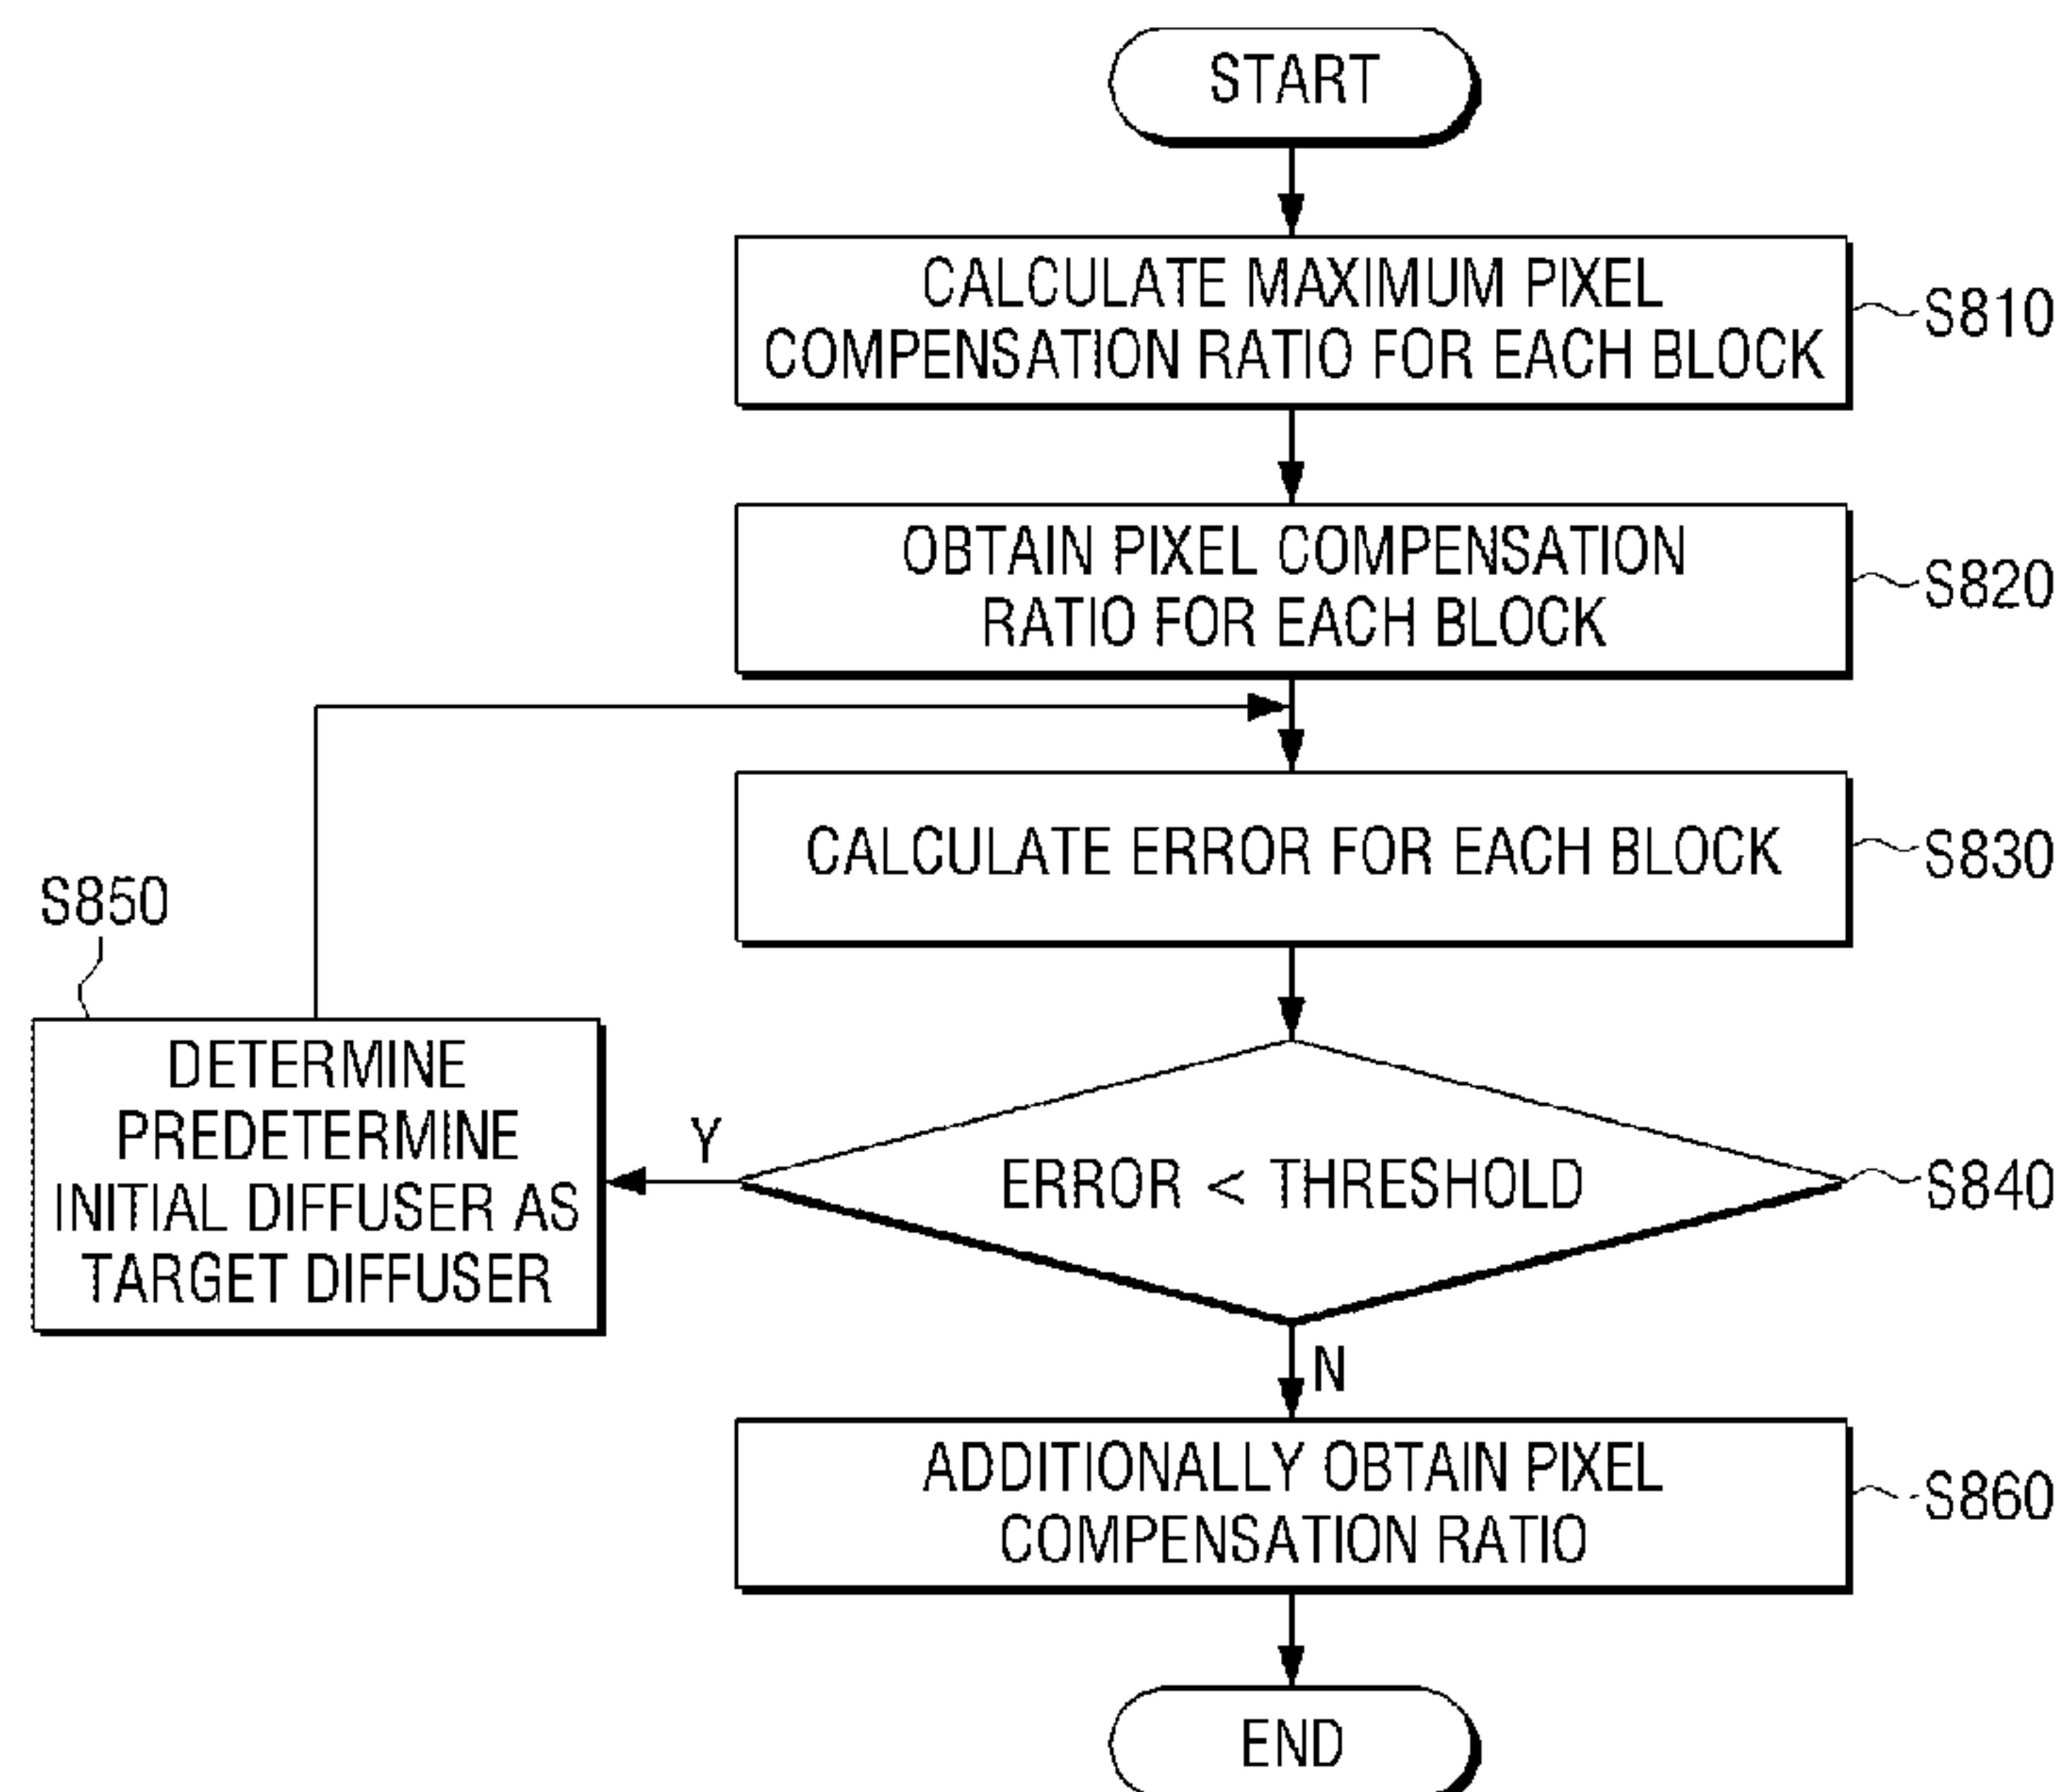 START
CALCULATE MAXIMUM PIXEL
COMPENSATION RATIO FOR EACH BLOCK
S810
OBTAIN PIXEL COMPENSATION
RATIO FOR EACH BLOCK
S820
CALCULATE ERROR FOR EACH BLOCK
S830
S850
DETERMINE
PREDETERMINE
INITIAL DIFFUSER AS
TARGET DIFFUSER
Y
ERROR < THRESHOLD
S840
N
ADDITIONALLY OBTAIN PIXEL
COMPENSATION RATIO
S860
END